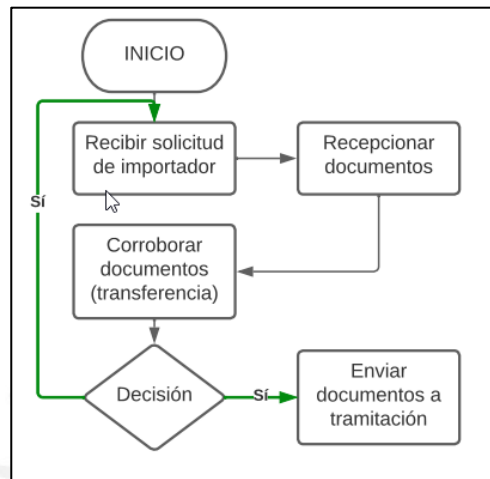 INICIO
Recibir solicitud
de importador
Recepcionar
documentos
Sí
Corroborar
documentos
(transferencia)
Decisión
Sí
Enviar
documentos a
tramitación